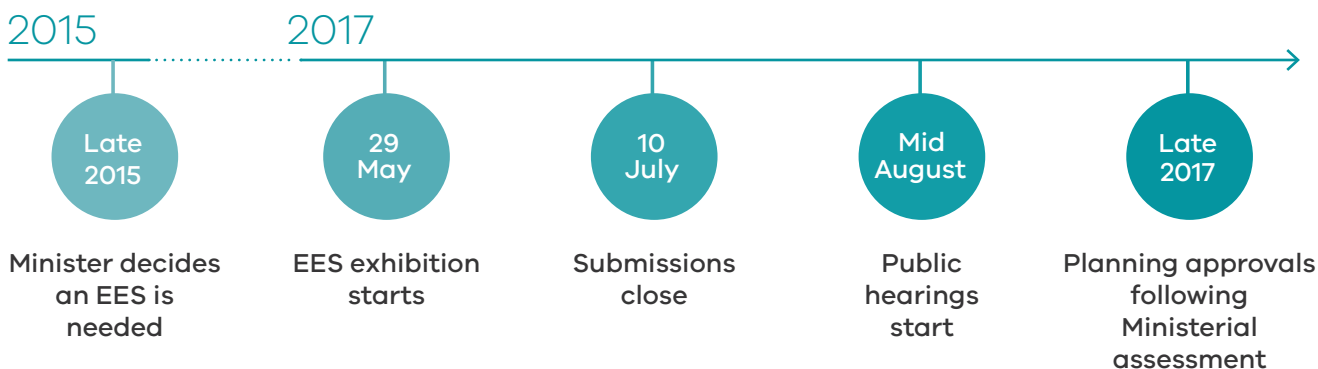 2015
2017
Late
2015
29
May
10
July
Mid
August
Late
2017
Minister decides
an EES is
needed
EES exhibition
starts
Submissions
close
Public
hearings
start
Planning approvals
following
Ministerial
assessment